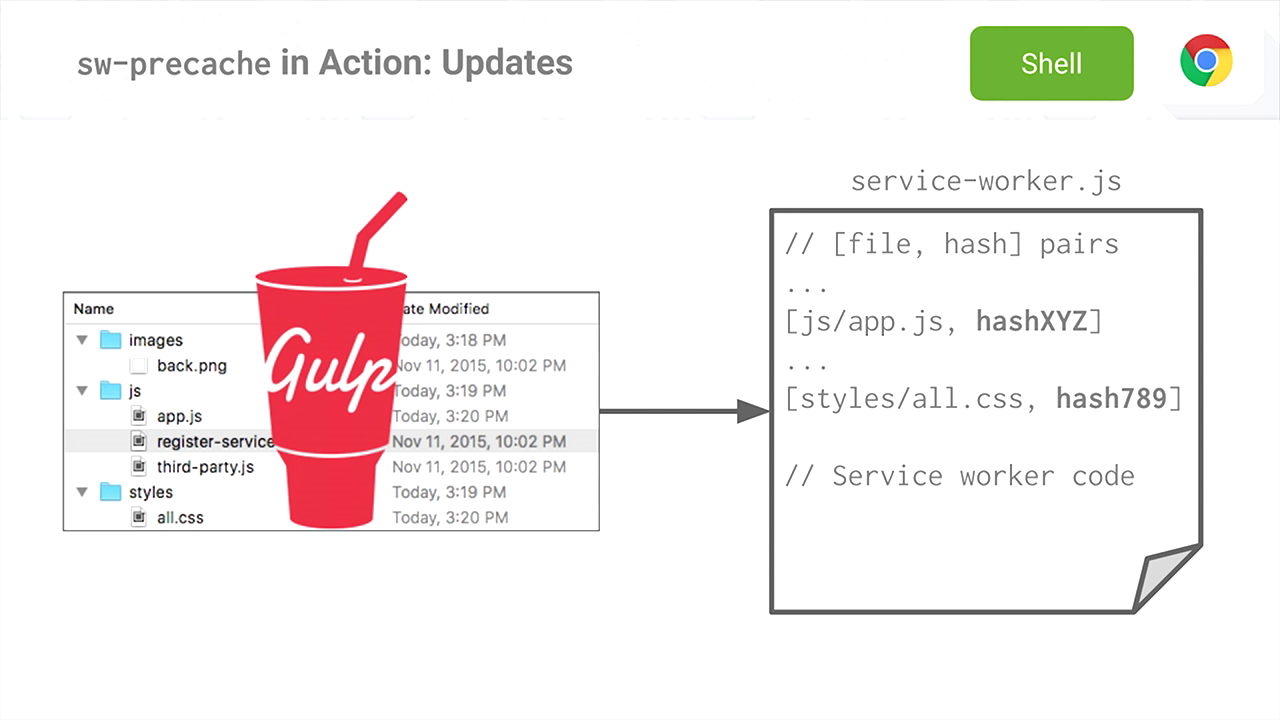 sw-precache in Action: Updates
Shell
service-worker.js
// [file, hash] pairs
...
[js/app.js, hashXYZ]
...
[styles/all.css, hash789]
// Service worker code
Name ate Modified
images oday, 3:18 PM
back.png Nov 11, 2015, 10:02 PM
js Today, 3:19 PM
app.js Today, 3:20 PM
register-service Nov 11, 2015, 10:02 PM
third-party.js Nov 11, 2015, 10:02 PM
styles Today, 3:19 PM
all.css Today, 3:20 PM
Gulp